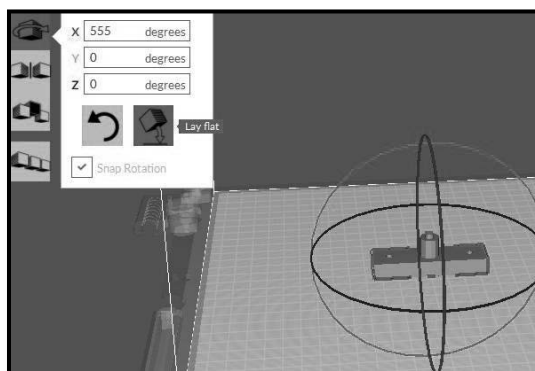 X 555 degrees
Y 0 degrees
Z 0 degrees
Lay flat
Snap Rotation